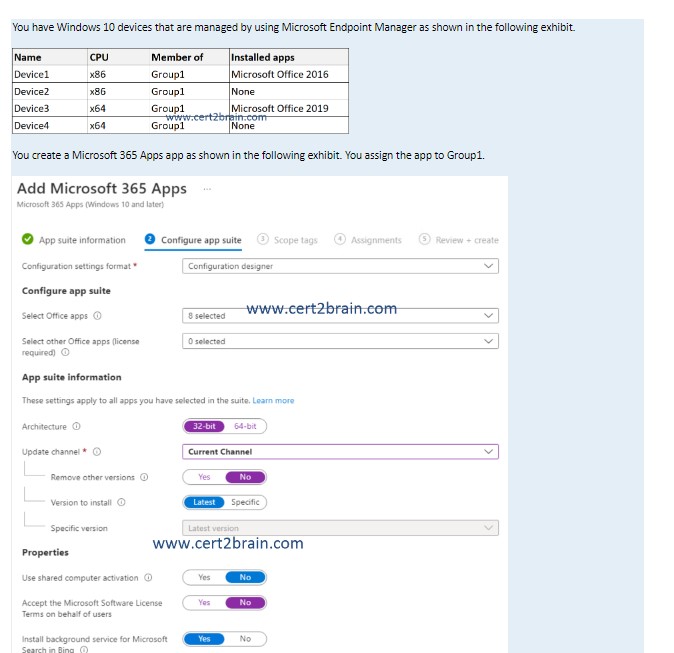 You have Windows 10 devices that are managed by using Microsoft Endpoint Manager as shown in the following exhibit.
Name CPU Member of Installed apps
Device1 x86 Group1 Microsoft Office 2016
Device2 x86 Group1 None
Device3 x64 Group1 Microsoft Office 2019
www.cert2brain.com
Device4 x64 Group1 None
You create a Microsoft 365 Apps app as shown in the following exhibit. You assign the app to Group1.
Add Microsoft 365 Apps ...
Microsoft 365 Apps (Windows 10 and later)
App suite information 2 Configure app suite 3 Scope tags 4 Assignments 5 Review + create
Configuration settings format * Configuration designer
Configure app suite
www.cert2brain.com
Select Office apps 8 selected
Select other Office apps (license required) 0 selected
App suite information
These settings apply to all apps you have selected in the suite. Learn more
Architecture 32-bit 64-bit
Update channel * Current Channel
Remove other versions Yes No
Version to install Latest Specific
Specific version Latest version
www.cert2brain.com
Properties
Use shared computer activation Yes No
Accept the Microsoft Software License Yes No
Terms on behalf of users
Install background service for Microsoft Yes No
Search in Bing